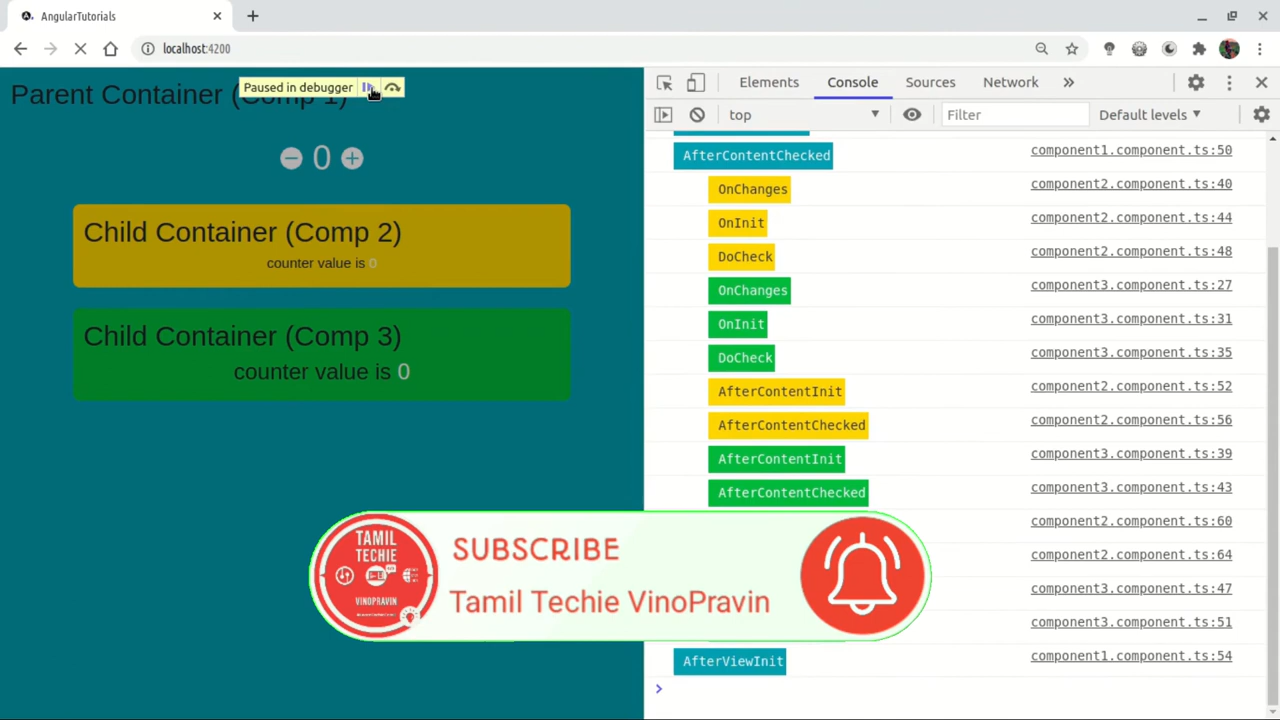 AngularTutorials
localhost:4200
Paused in debugger
Parent Container (Comp 1)
0
Child Container (Comp 2)
counter value is 0
Child Container (Comp 3)
counter value is 0
Elements Console Sources Network
top Filter Default levels
AfterContentChecked component1.component.ts:50
OnChanges component2.component.ts:40
OnInit component2.component.ts:44
DoCheck component2.component.ts:48
OnChanges component3.component.ts:27
OnInit component3.component.ts:31
DoCheck component3.component.ts:35
AfterContentInit component2.component.ts:52
AfterContentChecked component2.component.ts:56
AfterContentInit component3.component.ts:39
AfterContentChecked component3.component.ts:43
component2.component.ts:60
component2.component.ts:64
component3.component.ts:47
component3.component.ts:51
AfterViewInit component1.component.ts:54
TAMIL
TECHIE
VINOPRAVIN
SUBSCRIBE
Tamil Techie VinoPravin